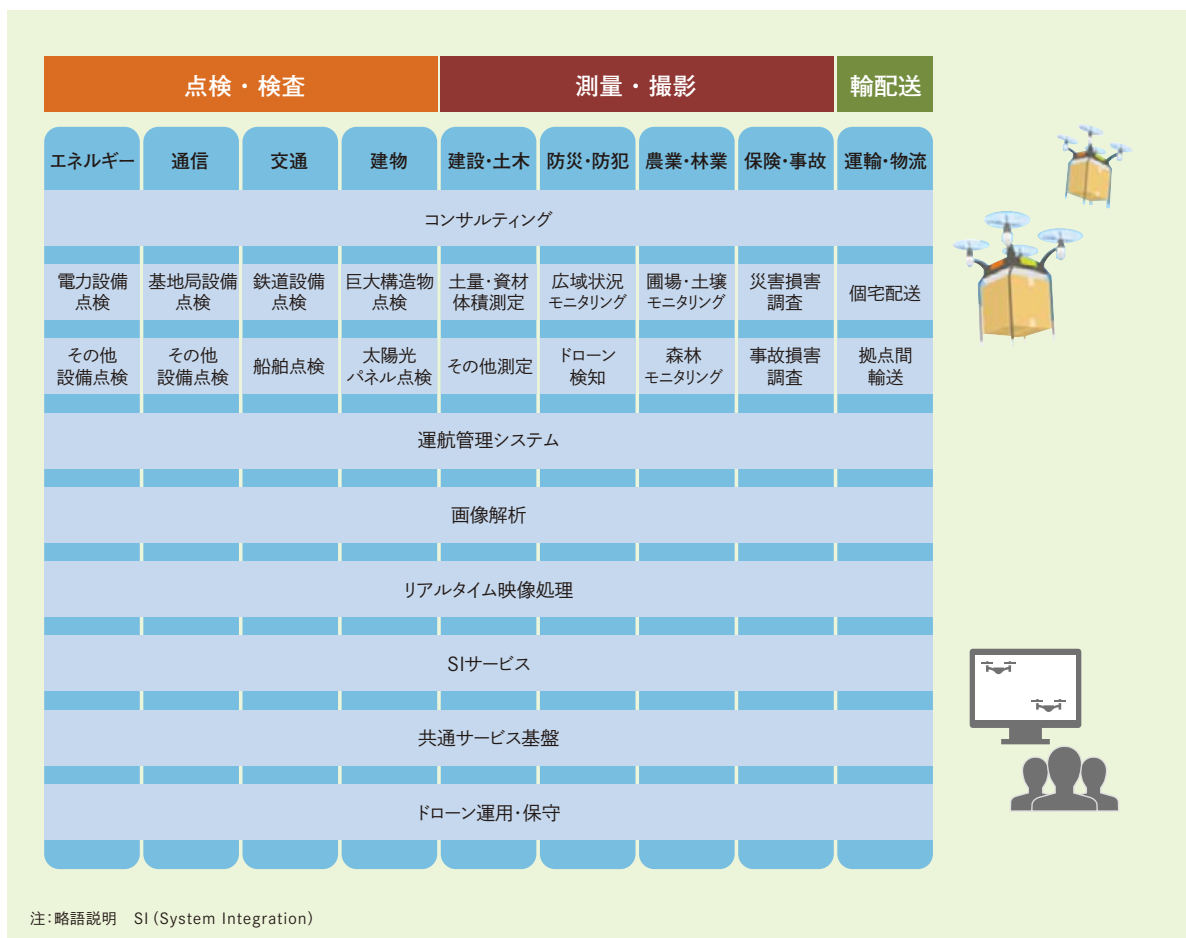 点検・検査
測量・撮影
輸配送
エネルギー
通信
交通
建物
建設・土木
防災・防犯
農業・林業
保険・事故
運輸・物流
コンサルティング
電力設備
点検
基地局設備
点検
鉄道設備
点検
巨大構造物
点検
土量・資材
体積測定
広域状況
モニタリング
圃場・土壌
モニタリング
災害損害
調査
個宅配送
その他
設備点検
その他
設備点検
船舶点検
太陽光
パネル点検
その他測定
ドローン
検知
森林
モニタリング
事故損害
調査
拠点間
輸送
運航管理システム
画像解析
リアルタイム映像処理
SIサービス
共通サービス基盤
ドローン運用・保守
注：略語説明　SI（System Integration）